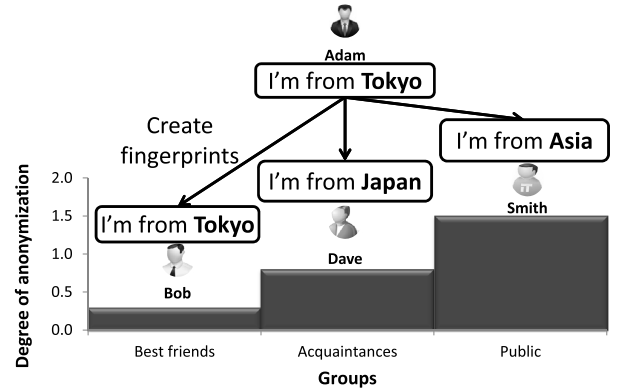 Adam
I'm from Tokyo
Create
fingerprints
I'm from Asia
I'm from Japan
I'm from Tokyo
Smith
Dave
Bob
Degree of anonymization
2.0
1.5
1.0
0.5
0.0
Best friends
Acquaintances
Public
Groups